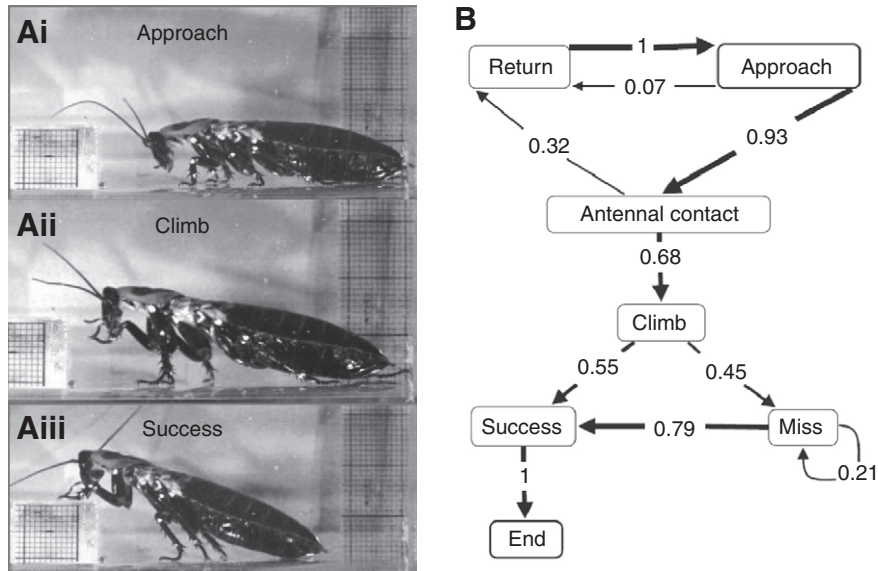 Ai
Approach
Aii
Climb
Aiii
Success
B
Return
1
Approach
0.07
0.32
0.93
Antennal contact
0.68
Climb
0.55
0.45
Success
0.79
Miss
0.21
1
End